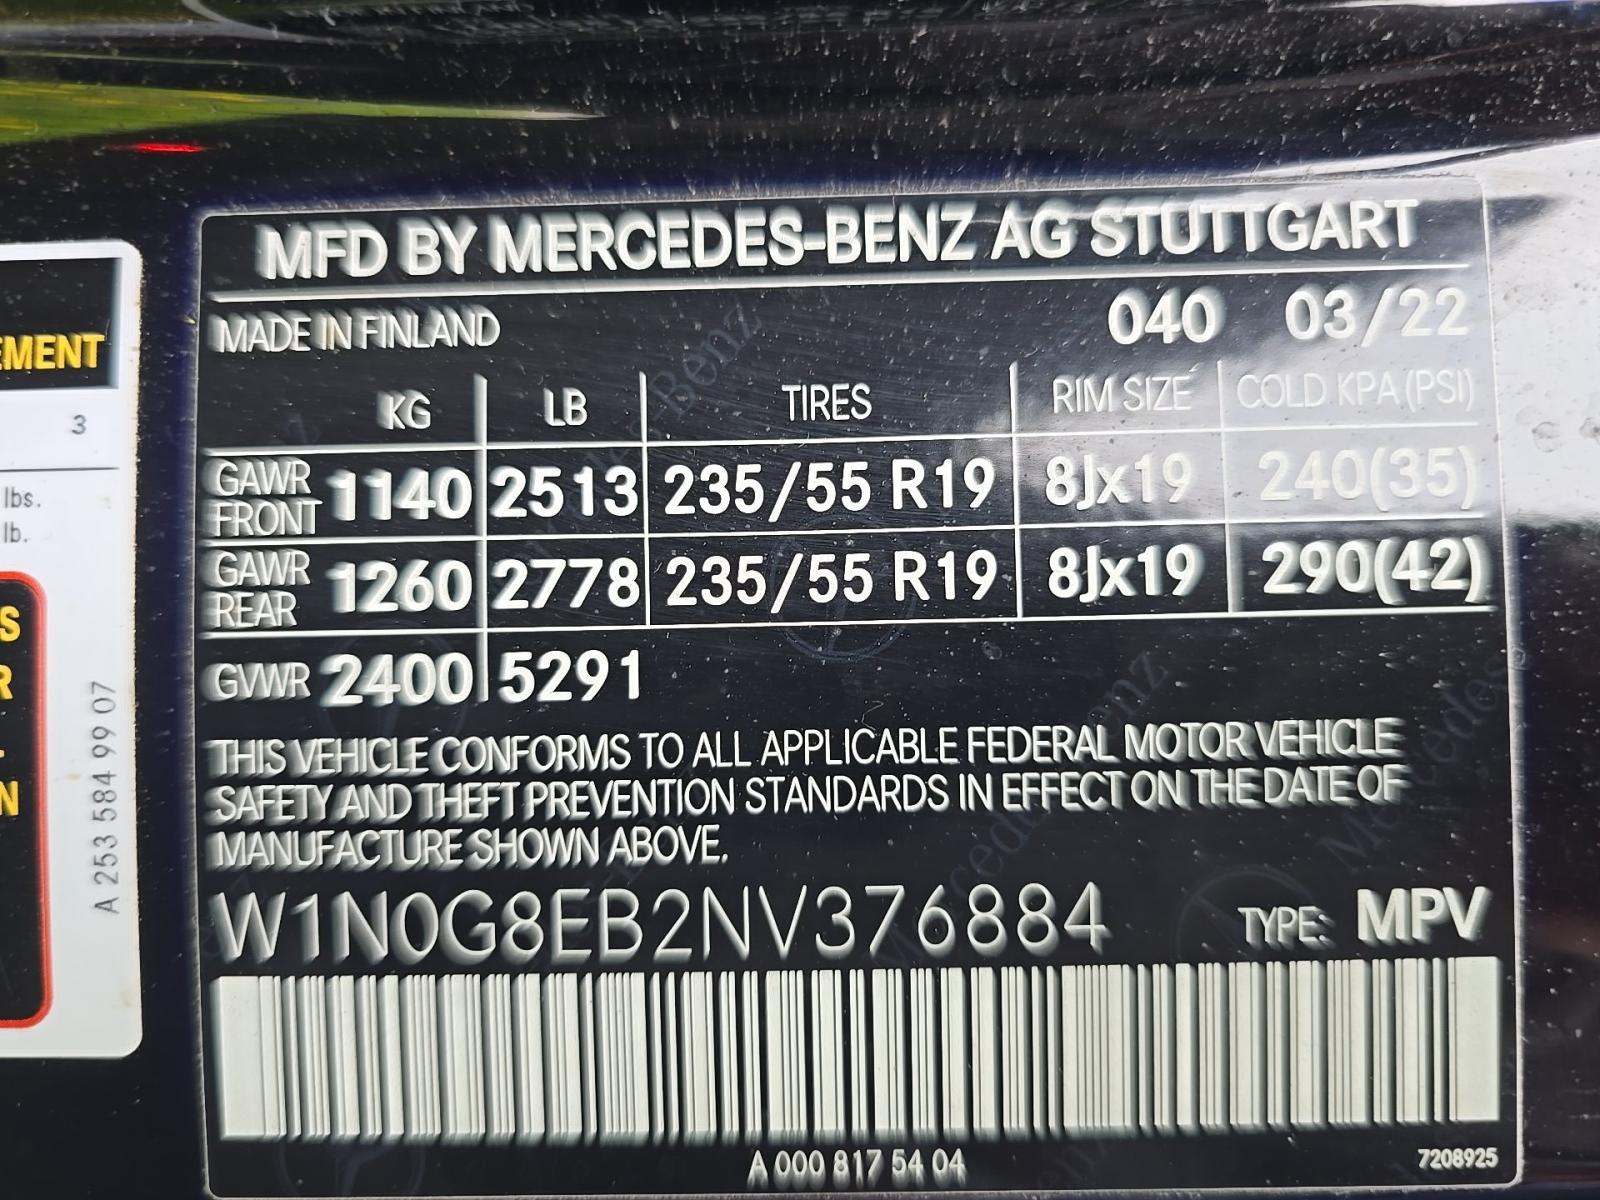 MFD BY MERCEDES-BENZ AG STUTTGART
MADE IN FINLAND 040 03/22
KG LB TIRES RIM SIZE COLD KPA(PSI)
GAWR FRONT 1140 2513 235/55 R19 8Jx19 240(35)
GAWR REAR 1260 2778 235/55 R19 8Jx19 290(42)
GVWR 2400 5291
THIS VEHICLE CONFORMS TO ALL APPLICABLE FEDERAL MOTOR VEHICLE
SAFETY AND THEFT PREVENTION STANDARDS IN EFFECT ON THE DATE OF
MANUFACTURE SHOWN ABOVE.
W1N0G8EB2NV376884 TYPE: MPV
A 000 817 54 04 7208925
EMENT
3
lbs.
lb.
S
R
N
A 253 584 99 07